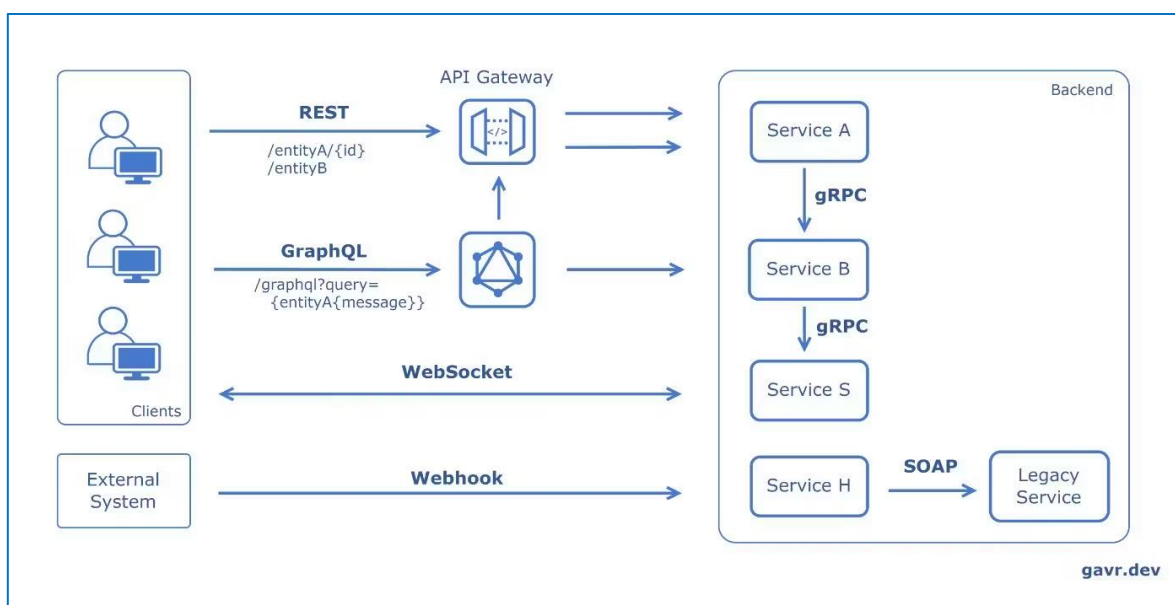 API Gateway
Backend
REST
/entityA/{id}
/entityB
</>
Service A
gRPC
GraphQL
/graphql?query=
{entityA{message}}
Service B
gRPC
WebSocket
Service S
Clients
External
System
Webhook
Service H
SOAP
Legacy
Service
gavr.dev